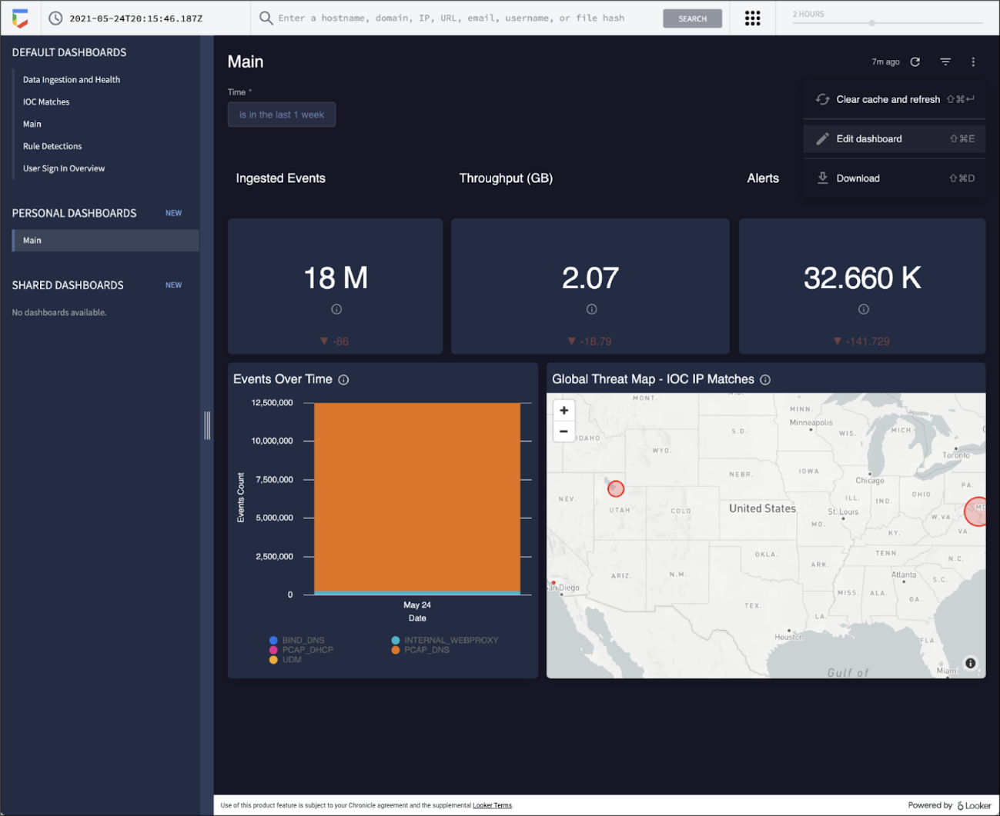 2021-05-24T20:15:46.187Z
Enter a hostname, domain, IP, URL, email, username, or file hash
SEARCH
2 HOURS
DEFAULT DASHBOARDS
Data Ingestion and Health
IOC Matches
Main
Rule Detections
User Sign In Overview
PERSONAL DASHBOARDS NEW
Main
SHARED DASHBOARDS NEW
No dashboards available.
Main
7m ago
Time *
is in the last 1 week
Clear cache and refresh ⇧⌘↵
Edit dashboard ⇧⌘E
Download ⇧⌘D
Ingested Events
Throughput (GB)
Alerts
18 M
▼ -86
2.07
▼ -18.79
32.660 K
▼ -141.729
Events Over Time
12,500,000
10,000,000
7,500,000
5,000,000
2,500,000
0
Events Count
May 24
Date
BIND_DNS
INTERNAL_WEBPROXY
PCAP_DHCP
PCAP_DNS
UDM
Global Threat Map - IOC IP Matches
+
−
MONT.
MINN.
Minneapolis
IDAHO
S.D.
WIS.
MICH.
WYO.
Toronto
NEBR.
IOWA
Chicago
PA.
NEV.
UTAH
COLO.
United States
ILL.
IND.
OHIO
St. Louis
MO.
W.VA
VA.
KY.
OKLA.
TENN.
N.C.
ARIZ.
N.M.
ARK.
Atlanta
S.C.
an Diego
MISS.
ALA.
GA.
TEX.
LA.
Houston
FLA.
Gulf of
Miami
Use of this product feature is subject to your Chronicle agreement and the supplemental Looker Terms.
Powered by Looker